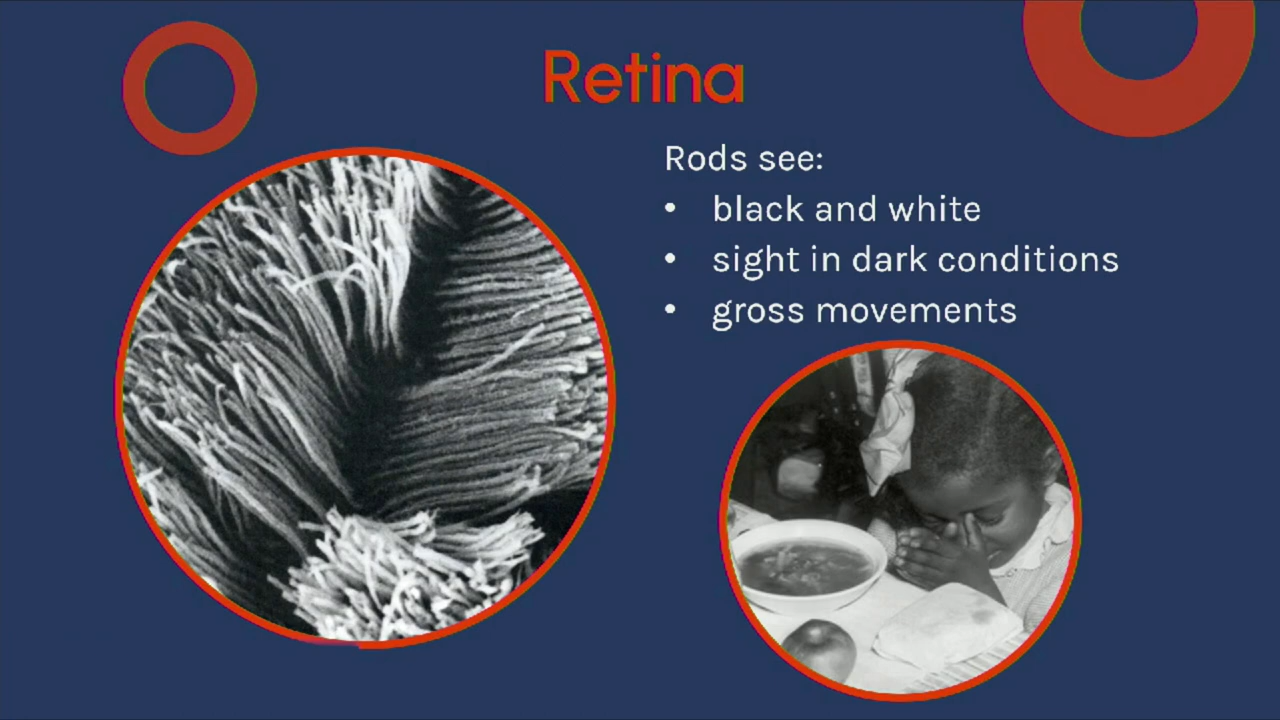 Retina
Rods see:
• black and white
• sight in dark conditions
• gross movements